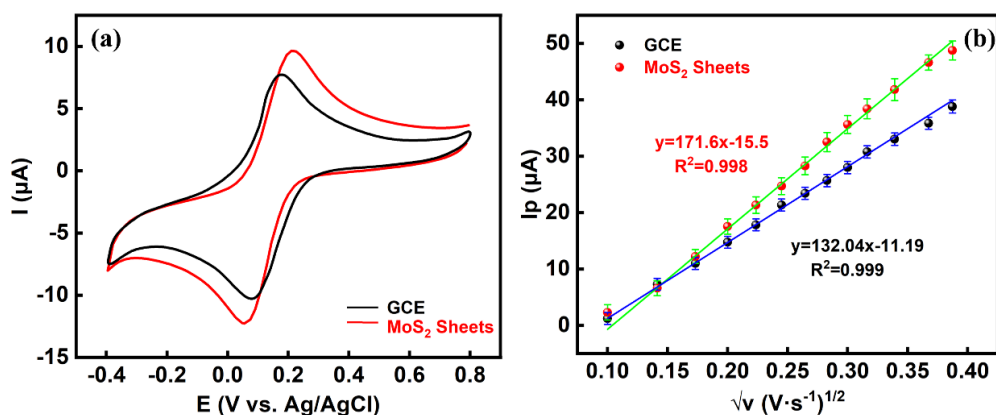 (a)
10
5
0
-5
-10
-15
I (µA)
-0.4 -0.2 0.0 0.2 0.4 0.6 0.8
E (V vs. Ag/AgCl)
GCE
MoS₂ Sheets
(b)
GCE
MoS₂ Sheets
50
40
30
20
10
0
Ip (µA)
y=171.6x-15.5
R²=0.998
y=132.04x-11.19
R²=0.999
0.10 0.15 0.20 0.25 0.30 0.35 0.40
√v (V·s⁻¹)¹/²